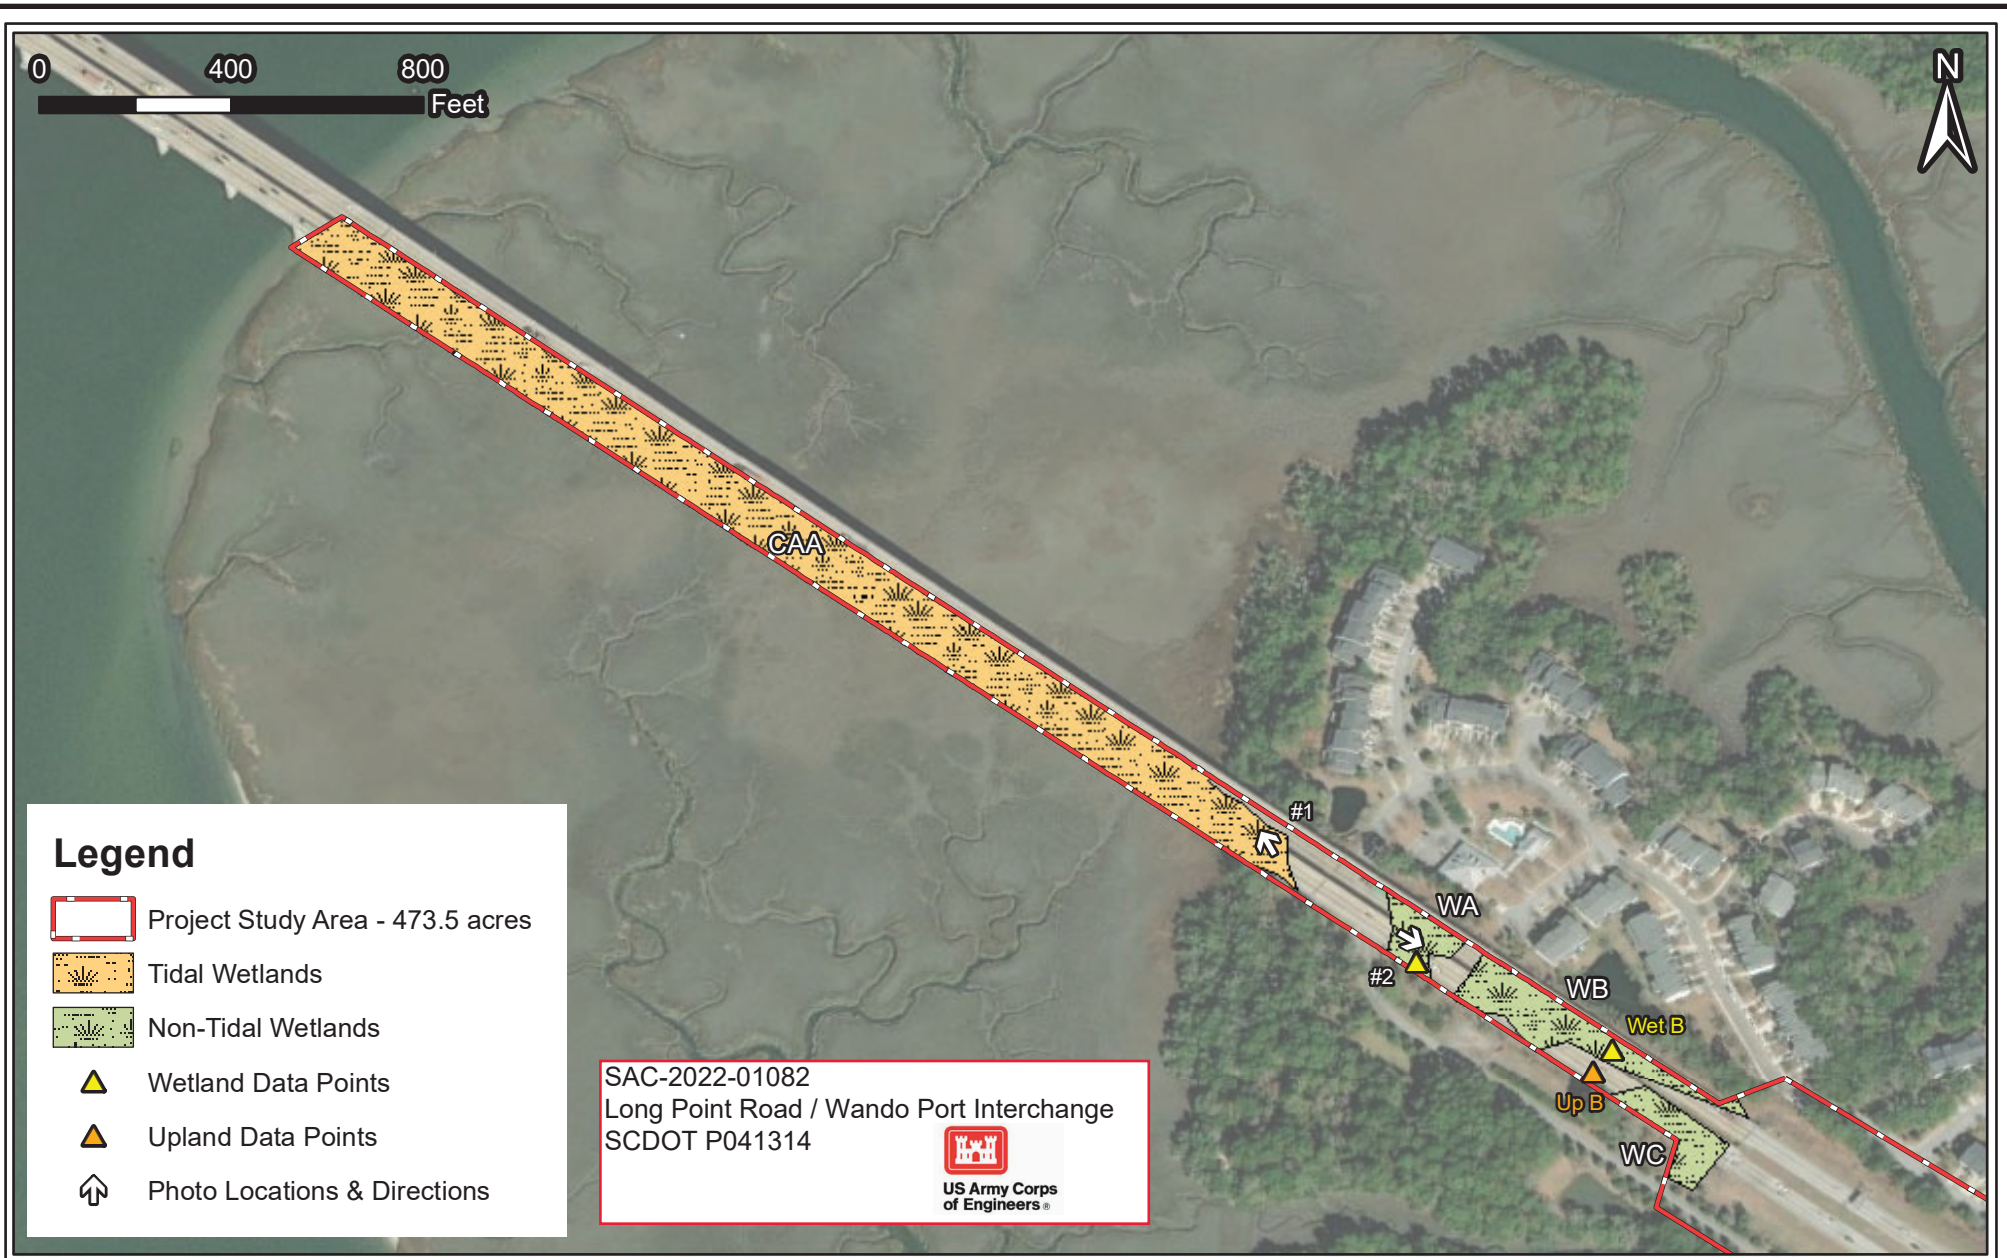 0 400 800
Feet
N
CAA
#1
WA
#2
WB
Wet B
Up B
WC
Legend
Project Study Area - 473.5 acres
Tidal Wetlands
Non-Tidal Wetlands
Wetland Data Points
Upland Data Points
Photo Locations & Directions
SAC-2022-01082
Long Point Road / Wando Port Interchange
SCDOT P041314
US Army Corps
of Engineers®